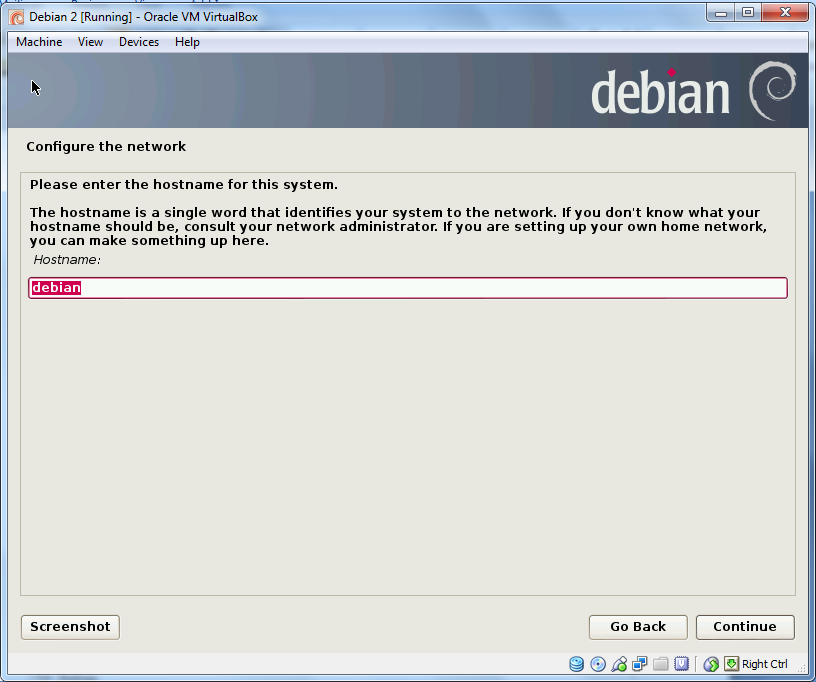 Debian 2 [Running] - Oracle VM VirtualBox
Machine View Devices Help
debian
Configure the network
Please enter the hostname for this system.
The hostname is a single word that identifies your system to the network. If you don't know what your
hostname should be, consult your network administrator. If you are setting up your own home network,
you can make something up here.
Hostname:
debian
Screenshot Go Back Continue
Right Ctrl